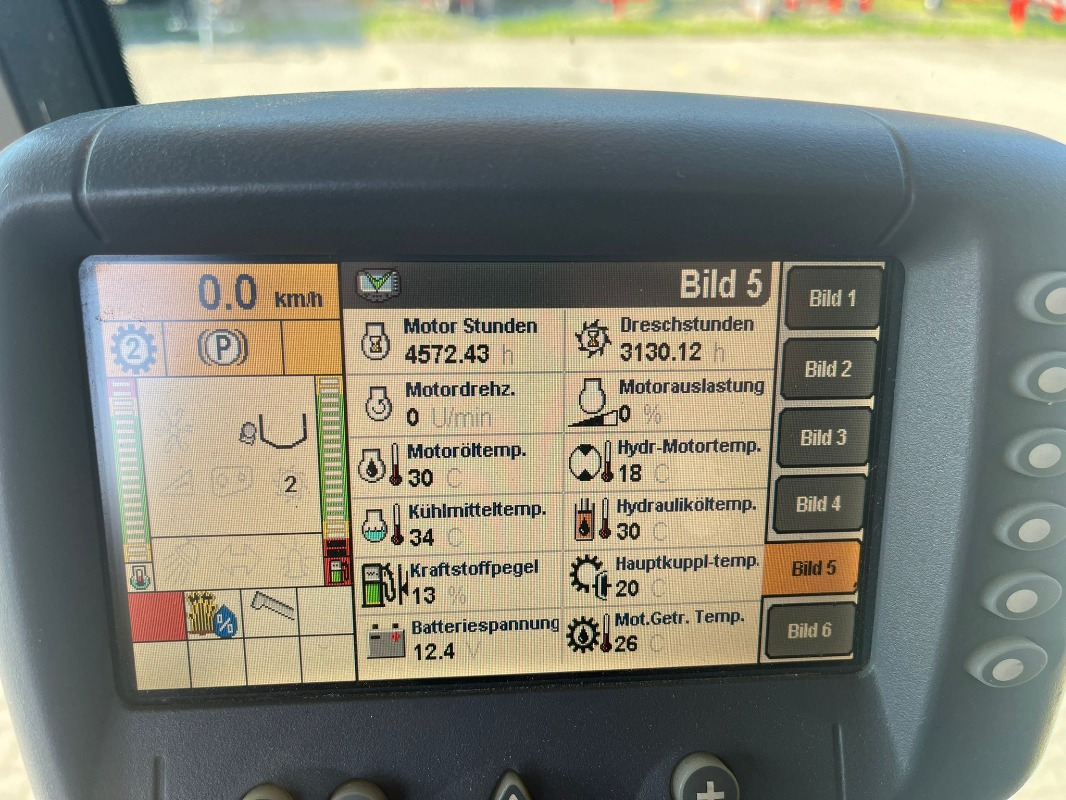 0.0 km/h
2
P
2
%
Bild 5
Motor Stunden
4572.43 h
Dreschstunden
3130.12 h
Motordrehz.
0 U/min
Motorauslastung
0 %
Motoröltemp.
30 C
Hydr-Motortemp.
18 C
Kühlmitteltemp.
34 C
Hydrauliköltemp.
30 C
Kraftstoffpegel
13 %
Hauptkuppl-temp.
20 C
Batteriespannung
12.4 V
Mot.Getr. Temp.
26 C
Bild 1
Bild 2
Bild 3
Bild 4
Bild 5
Bild 6